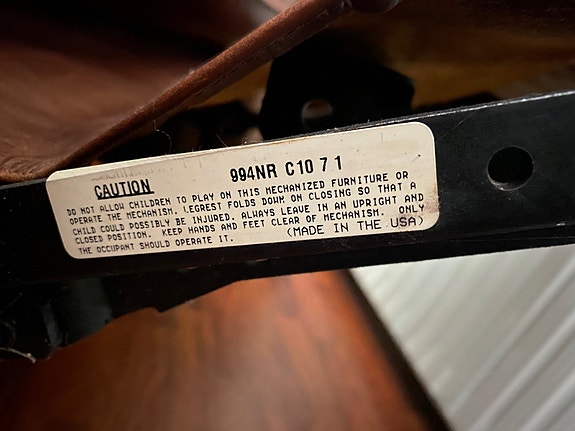 994NR C10 7 1
CAUTION
DO NOT ALLOW CHILDREN TO PLAY ON THIS MECHANIZED FURNITURE OR
OPERATE THE MECHANISM. LEGREST FOLDS DOWN ON CLOSING SO THAT A
CHILD COULD POSSIBLY BE INJURED. ALWAYS LEAVE IN AN UPRIGHT AND
CLOSED POSITION. KEEP HANDS AND FEET CLEAR OF MECHANISM. ONLY
THE OCCUPANT SHOULD OPERATE IT. (MADE IN THE USA)